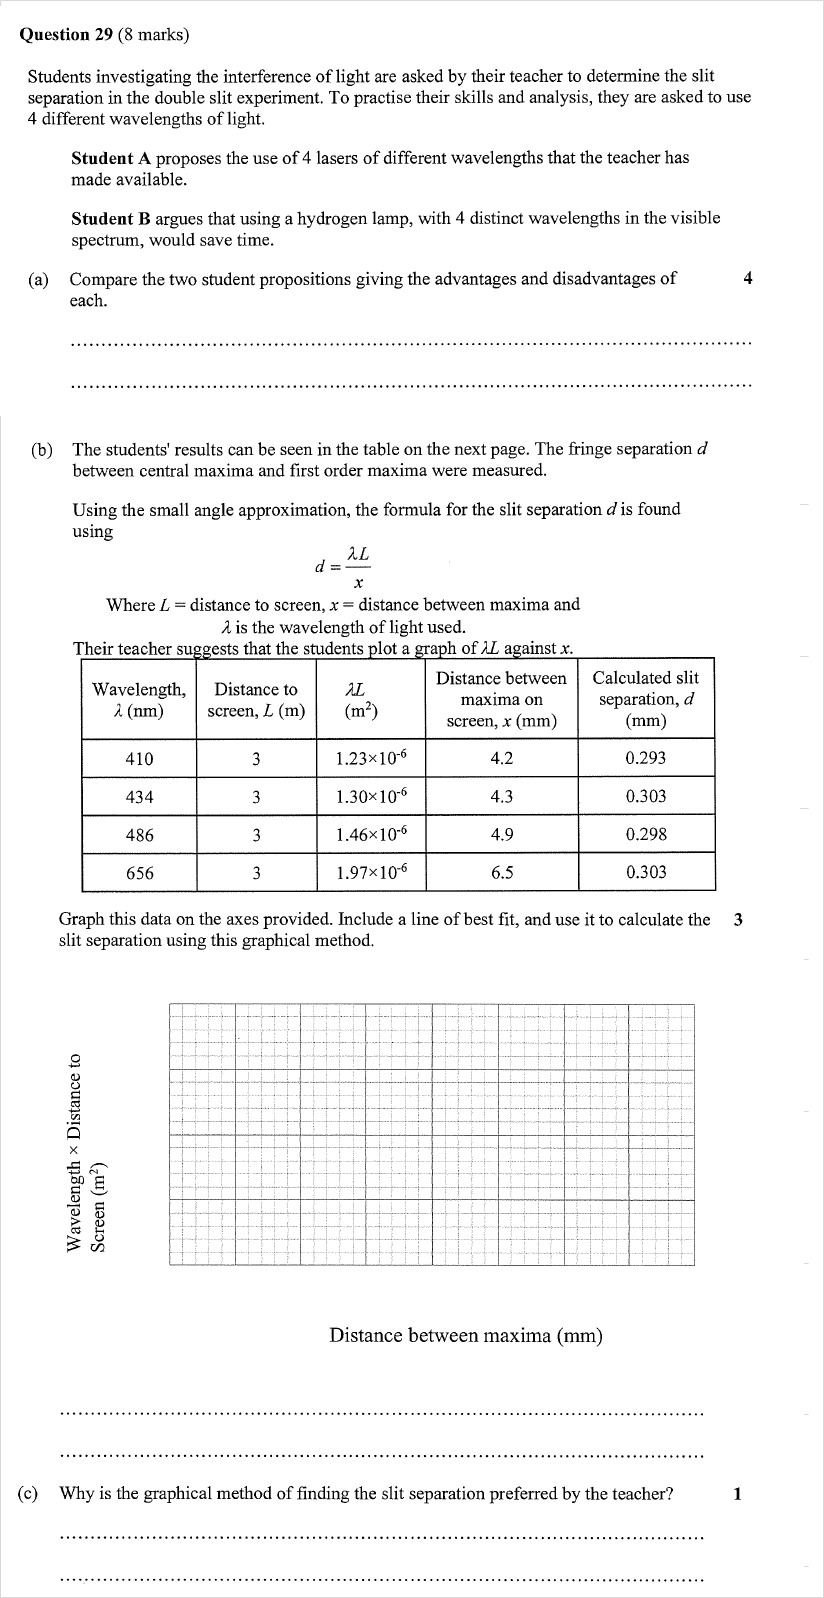 Question 29 (8 marks)
Students investigating the interference of light are asked by their teacher to determine the slit
separation in the double slit experiment. To practise their skills and analysis, they are asked to use
4 different wavelengths of light.
Student A proposes the use of 4 lasers of different wavelengths that the teacher has
made available.
Student B argues that using a hydrogen lamp, with 4 distinct wavelengths in the visible
spectrum, would save time.
(a) Compare the two student propositions giving the advantages and disadvantages of 4
each.
(b) The students' results can be seen in the table on the next page. The fringe separation d
between central maxima and first order maxima were measured.
Using the small angle approximation, the formula for the slit separation d is found
using
d = λL / x
Where L = distance to screen, x = distance between maxima and
λ is the wavelength of light used.
Their teacher suggests that the students plot a graph of λL against x.
Wavelength, λ (nm) | Distance to screen, L (m) | λL (m²) | Distance between maxima on screen, x (mm) | Calculated slit separation, d (mm)
410 | 3 | 1.23×10⁻⁶ | 4.2 | 0.293
434 | 3 | 1.30×10⁻⁶ | 4.3 | 0.303
486 | 3 | 1.46×10⁻⁶ | 4.9 | 0.298
656 | 3 | 1.97×10⁻⁶ | 6.5 | 0.303
Graph this data on the axes provided. Include a line of best fit, and use it to calculate the 3
slit separation using this graphical method.
Wavelength × Distance to
Screen (m²)
Distance between maxima (mm)
(c) Why is the graphical method of finding the slit separation preferred by the teacher? 1